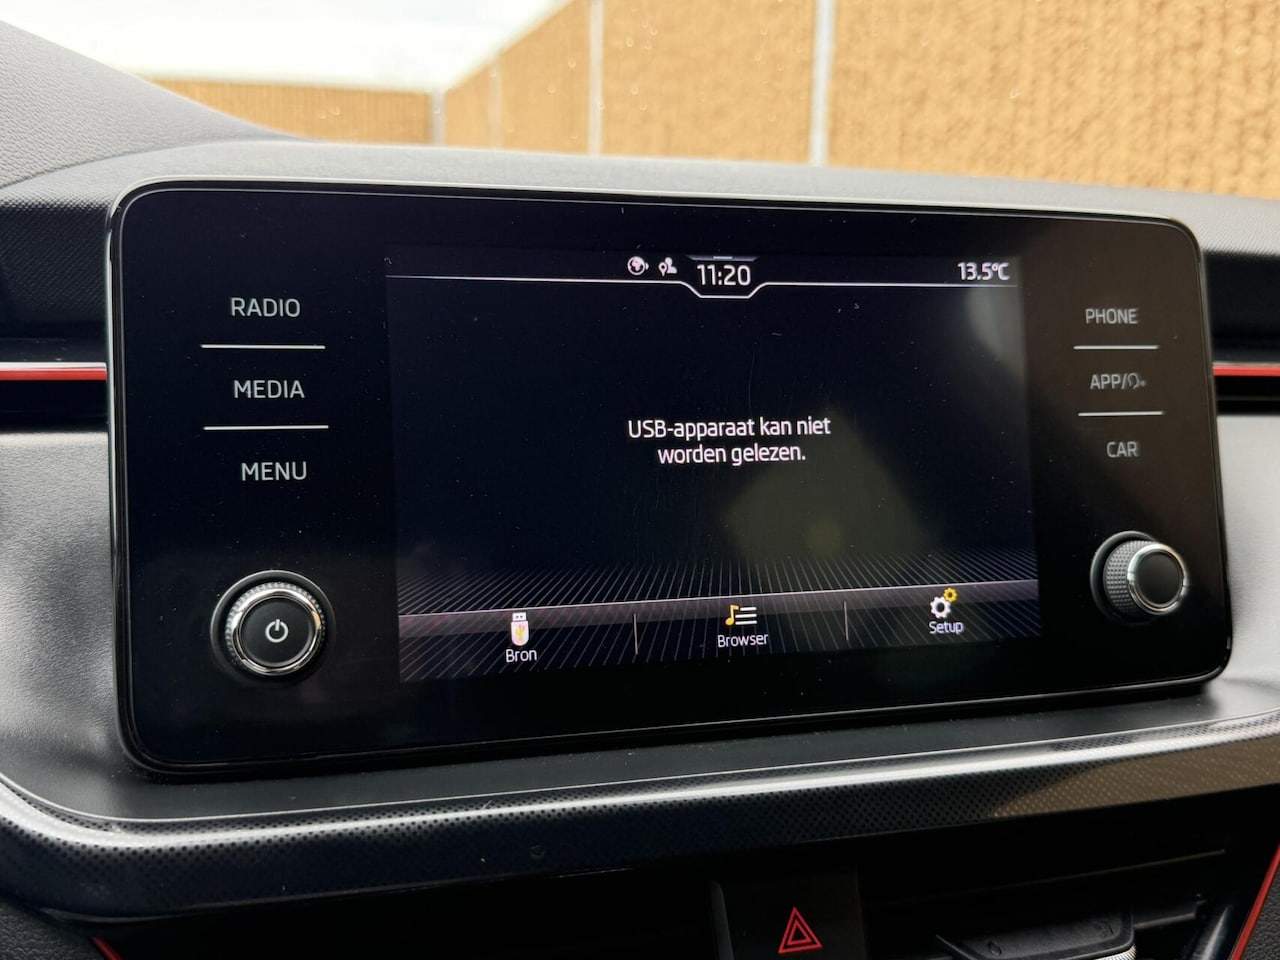 11:20
13.5°C
RADIO
MEDIA
MENU
USB-apparaat kan niet
worden gelezen.
PHONE
APP/
CAR
Bron
Browser
Setup